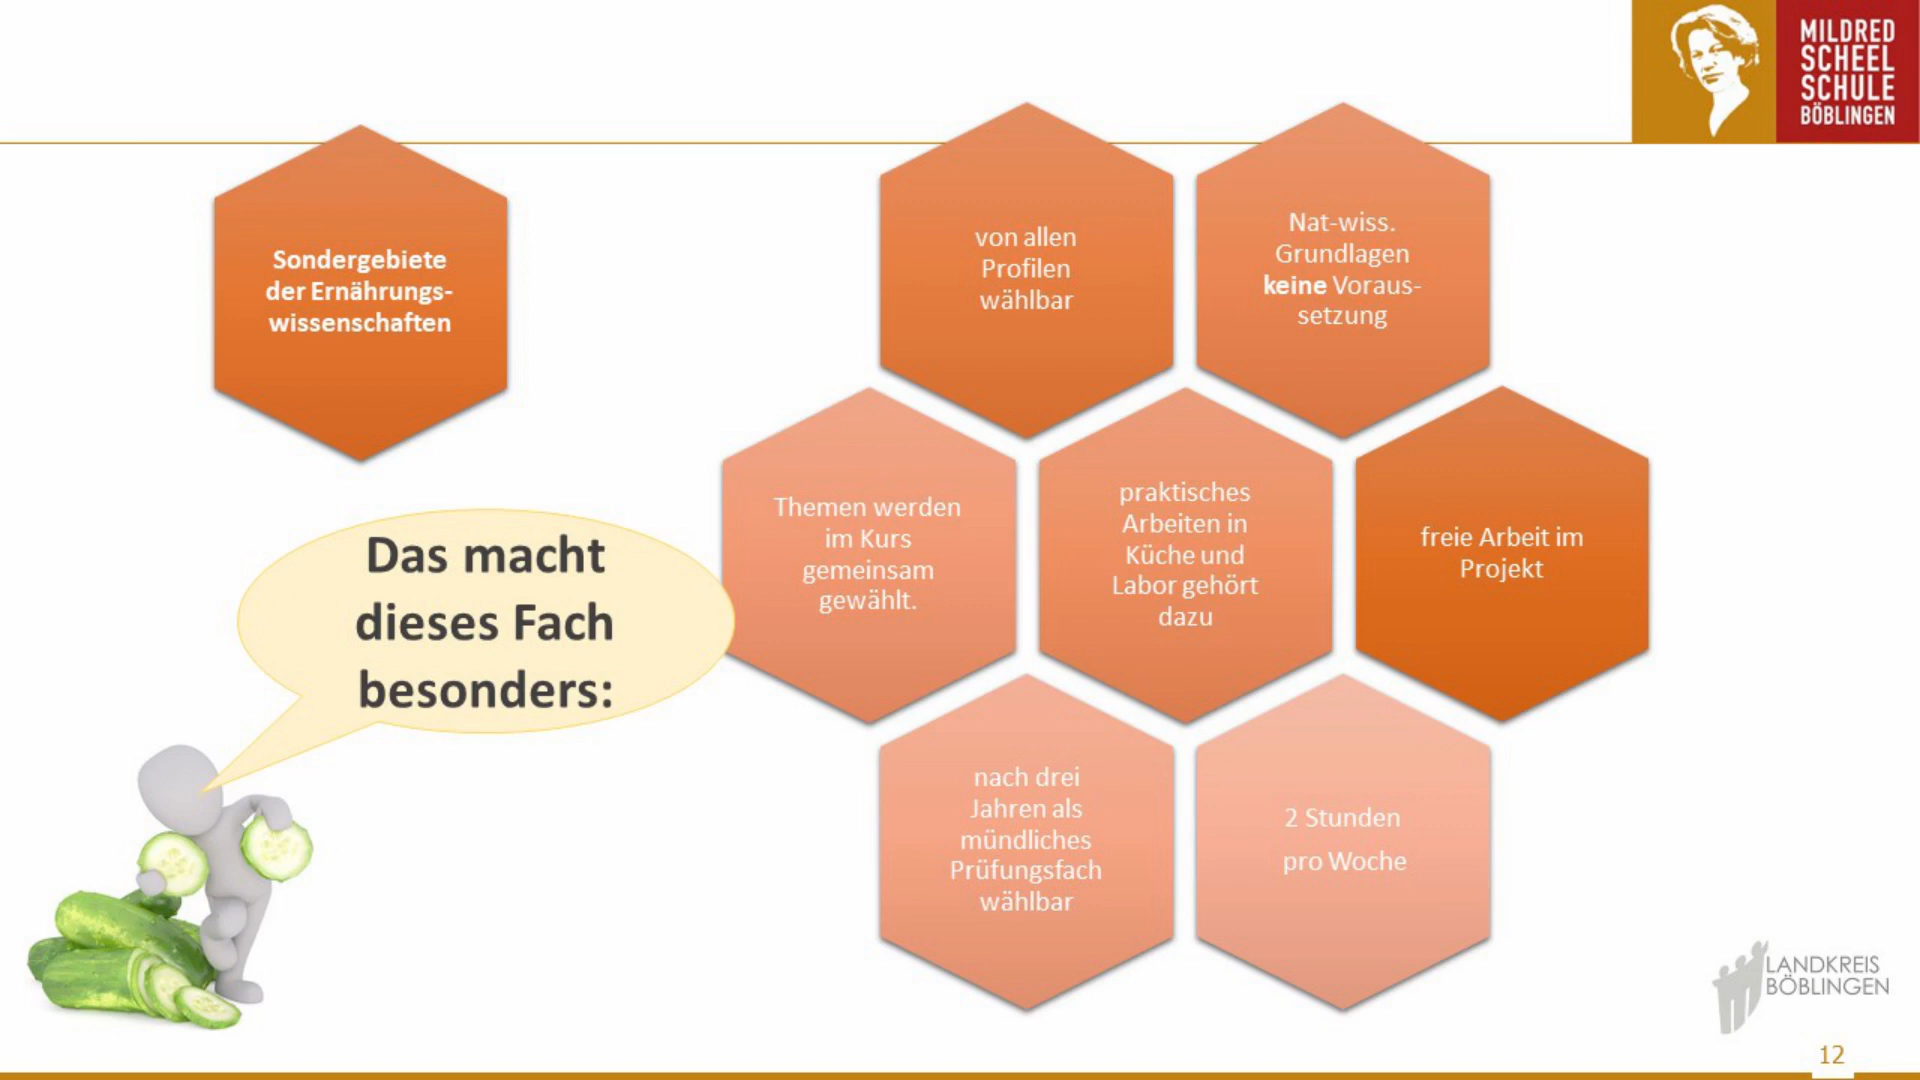 MILDRED
SCHEEL
SCHULE
BÖBLINGEN
Sondergebiete
der Ernährungs-
wissenschaften
von allen
Profilen
wählbar
Nat-wiss.
Grundlagen
keine Voraus-
setzung
Das macht
dieses Fach
besonders:
Themen werden
im Kurs
gemeinsam
gewählt.
praktisches
Arbeiten in
Küche und
Labor gehört
dazu
freie Arbeit im
Projekt
nach drei
Jahren als
mündliches
Prüfungsfach
wählbar
2 Stunden
pro Woche
LANDKREIS
BÖBLINGEN
12